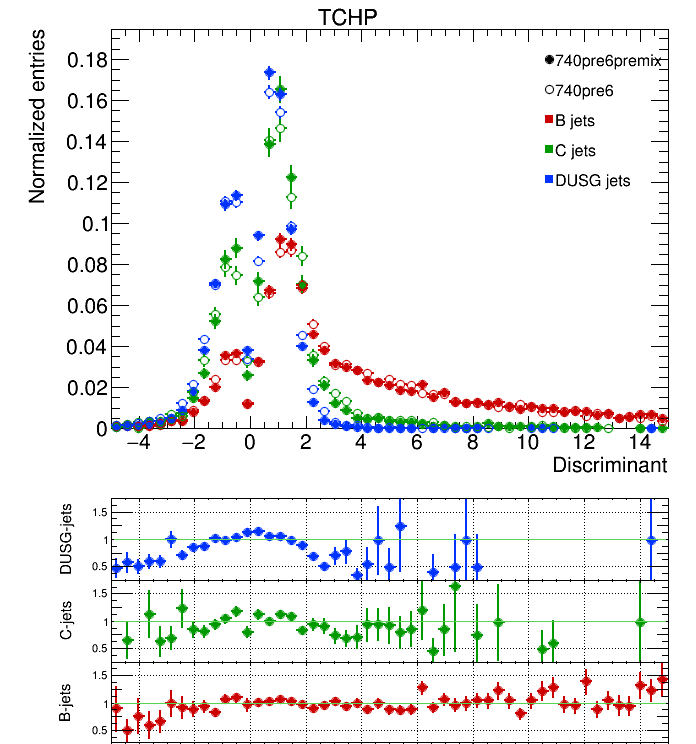 TCHP
Normalized entries
0.18
0.16
0.14
0.12
0.1
0.08
0.06
0.04
0.02
0
740pre6premix
740pre6
B jets
C jets
DUSG jets
−4 −2 0 2 4 6 8 10 12 14
Discriminant
DUSG-jets
1.5
1
0.5
C-jets
1.5
1
0.5
B-jets
1.5
1
0.5